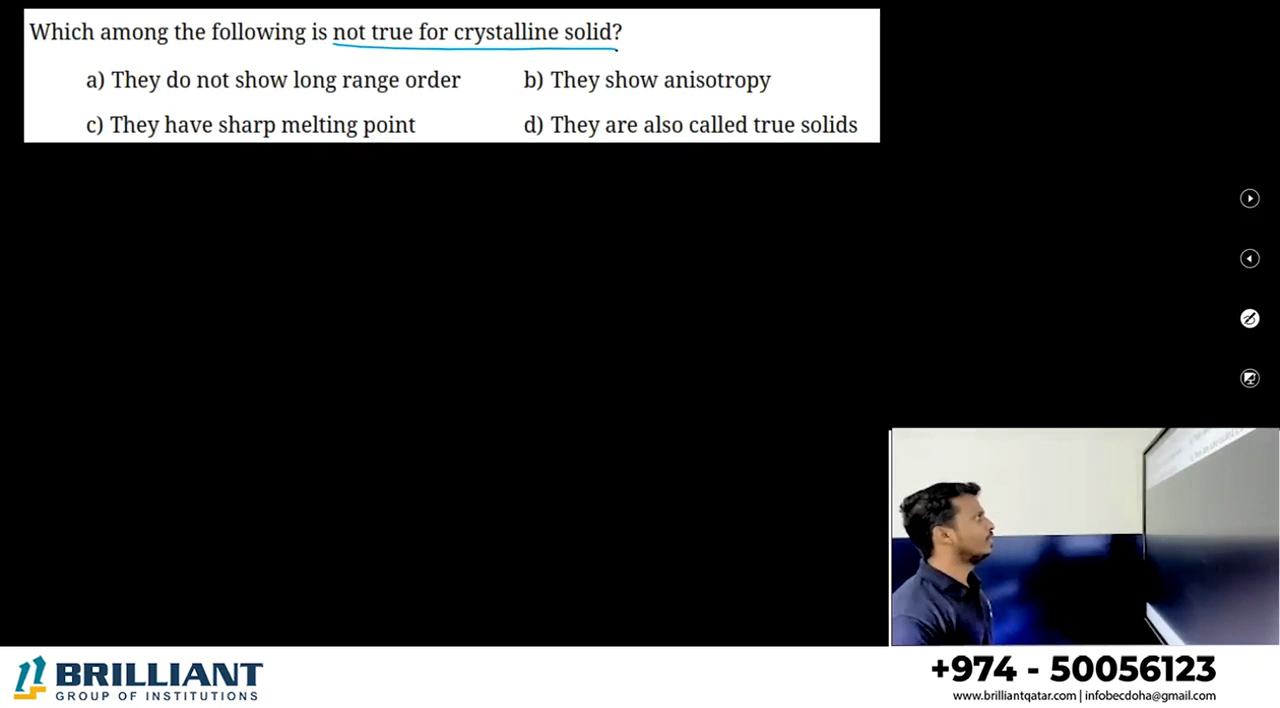 Which among the following is not true for crystalline solid?
a) They do not show long range order
b) They show anisotropy
c) They have sharp melting point
d) They are also called true solids
BRILLIANT
GROUP OF INSTITUTIONS
+974 - 50056123
www.brilliantqatar.com | infobecdoha@gmail.com